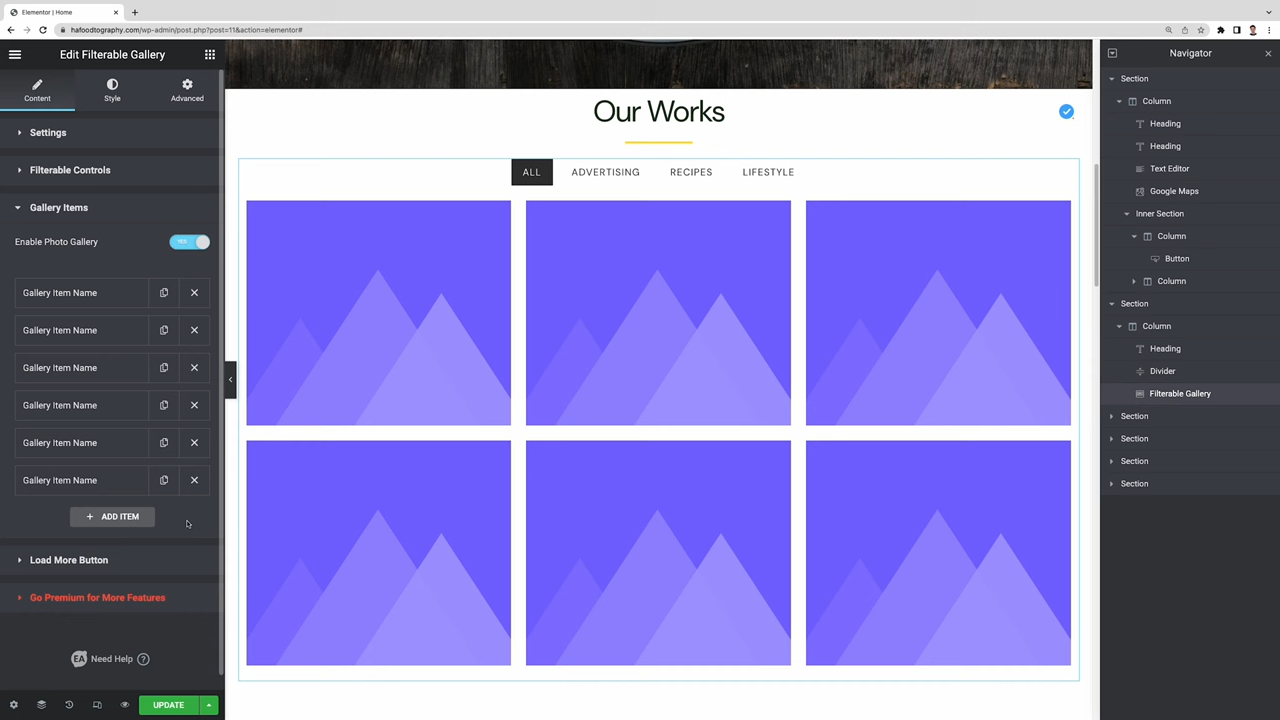 Elementor | Home
hafoodtography.com/wp-admin/post.php?post=11&action=elementor#
Edit Filterable Gallery
Content
Style
Advanced
Settings
Filterable Controls
Gallery Items
Enable Photo Gallery
YES
Gallery Item Name
Gallery Item Name
Gallery Item Name
Gallery Item Name
Gallery Item Name
Gallery Item Name
ADD ITEM
Load More Button
Go Premium for More Features
EA Need Help ?
UPDATE
Our Works
ALL ADVERTISING RECIPES LIFESTYLE
Navigator
Section
Column
Heading
Heading
Text Editor
Google Maps
Inner Section
Column
Button
Column
Section
Column
Heading
Divider
Filterable Gallery
Section
Section
Section
Section